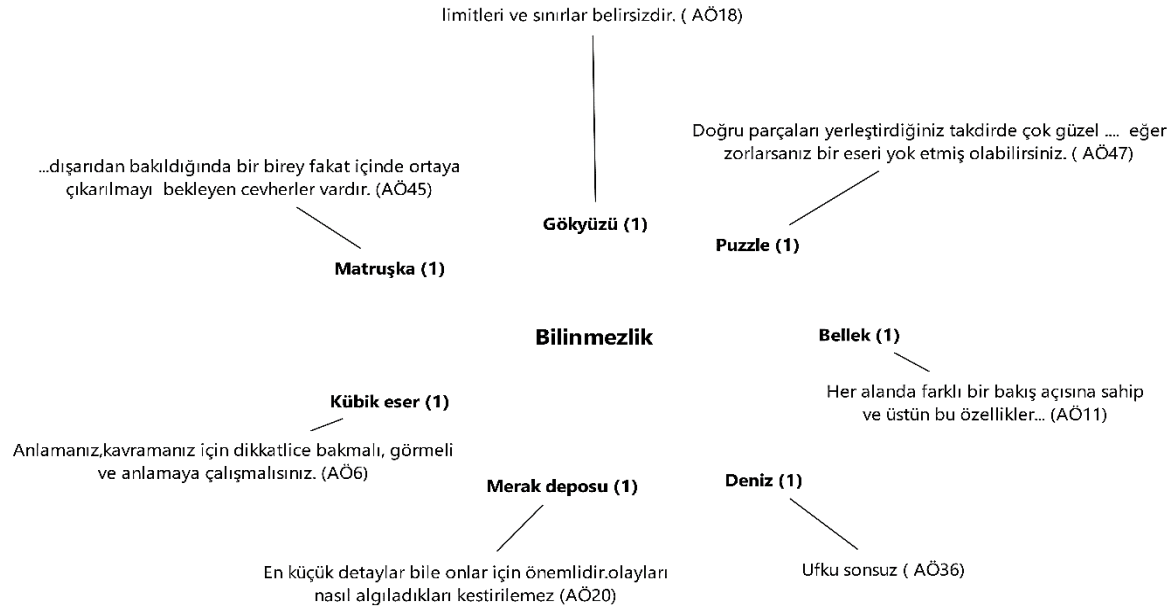 limitleri ve sınırlar belirsizdir. ( AÖ18)
Doğru parçaları yerleştirdiğiniz takdirde çok güzel .... eğer
zorlarsanız bir eseri yok etmiş olabilirsiniz. ( AÖ47)
...dışarıdan bakıldığında bir birey fakat içinde ortaya
çıkarılmayı bekleyen cevherler vardır. (AÖ45)
Gökyüzü (1)
Puzzle (1)
Matruşka (1)
Bilinmezlik
Bellek (1)
Her alanda farklı bir bakış açısına sahip
ve üstün bu özellikler... (AÖ11)
Kübik eser (1)
Anlamanız,kavramanız için dikkatlice bakmalı, görmeli
ve anlamaya çalışmalısınız. (AÖ6)
Merak deposu (1)
Deniz (1)
En küçük detaylar bile onlar için önemlidir.olayları
nasıl algıladıkları kestirilemez (AÖ20)
Ufku sonsuz ( AÖ36)